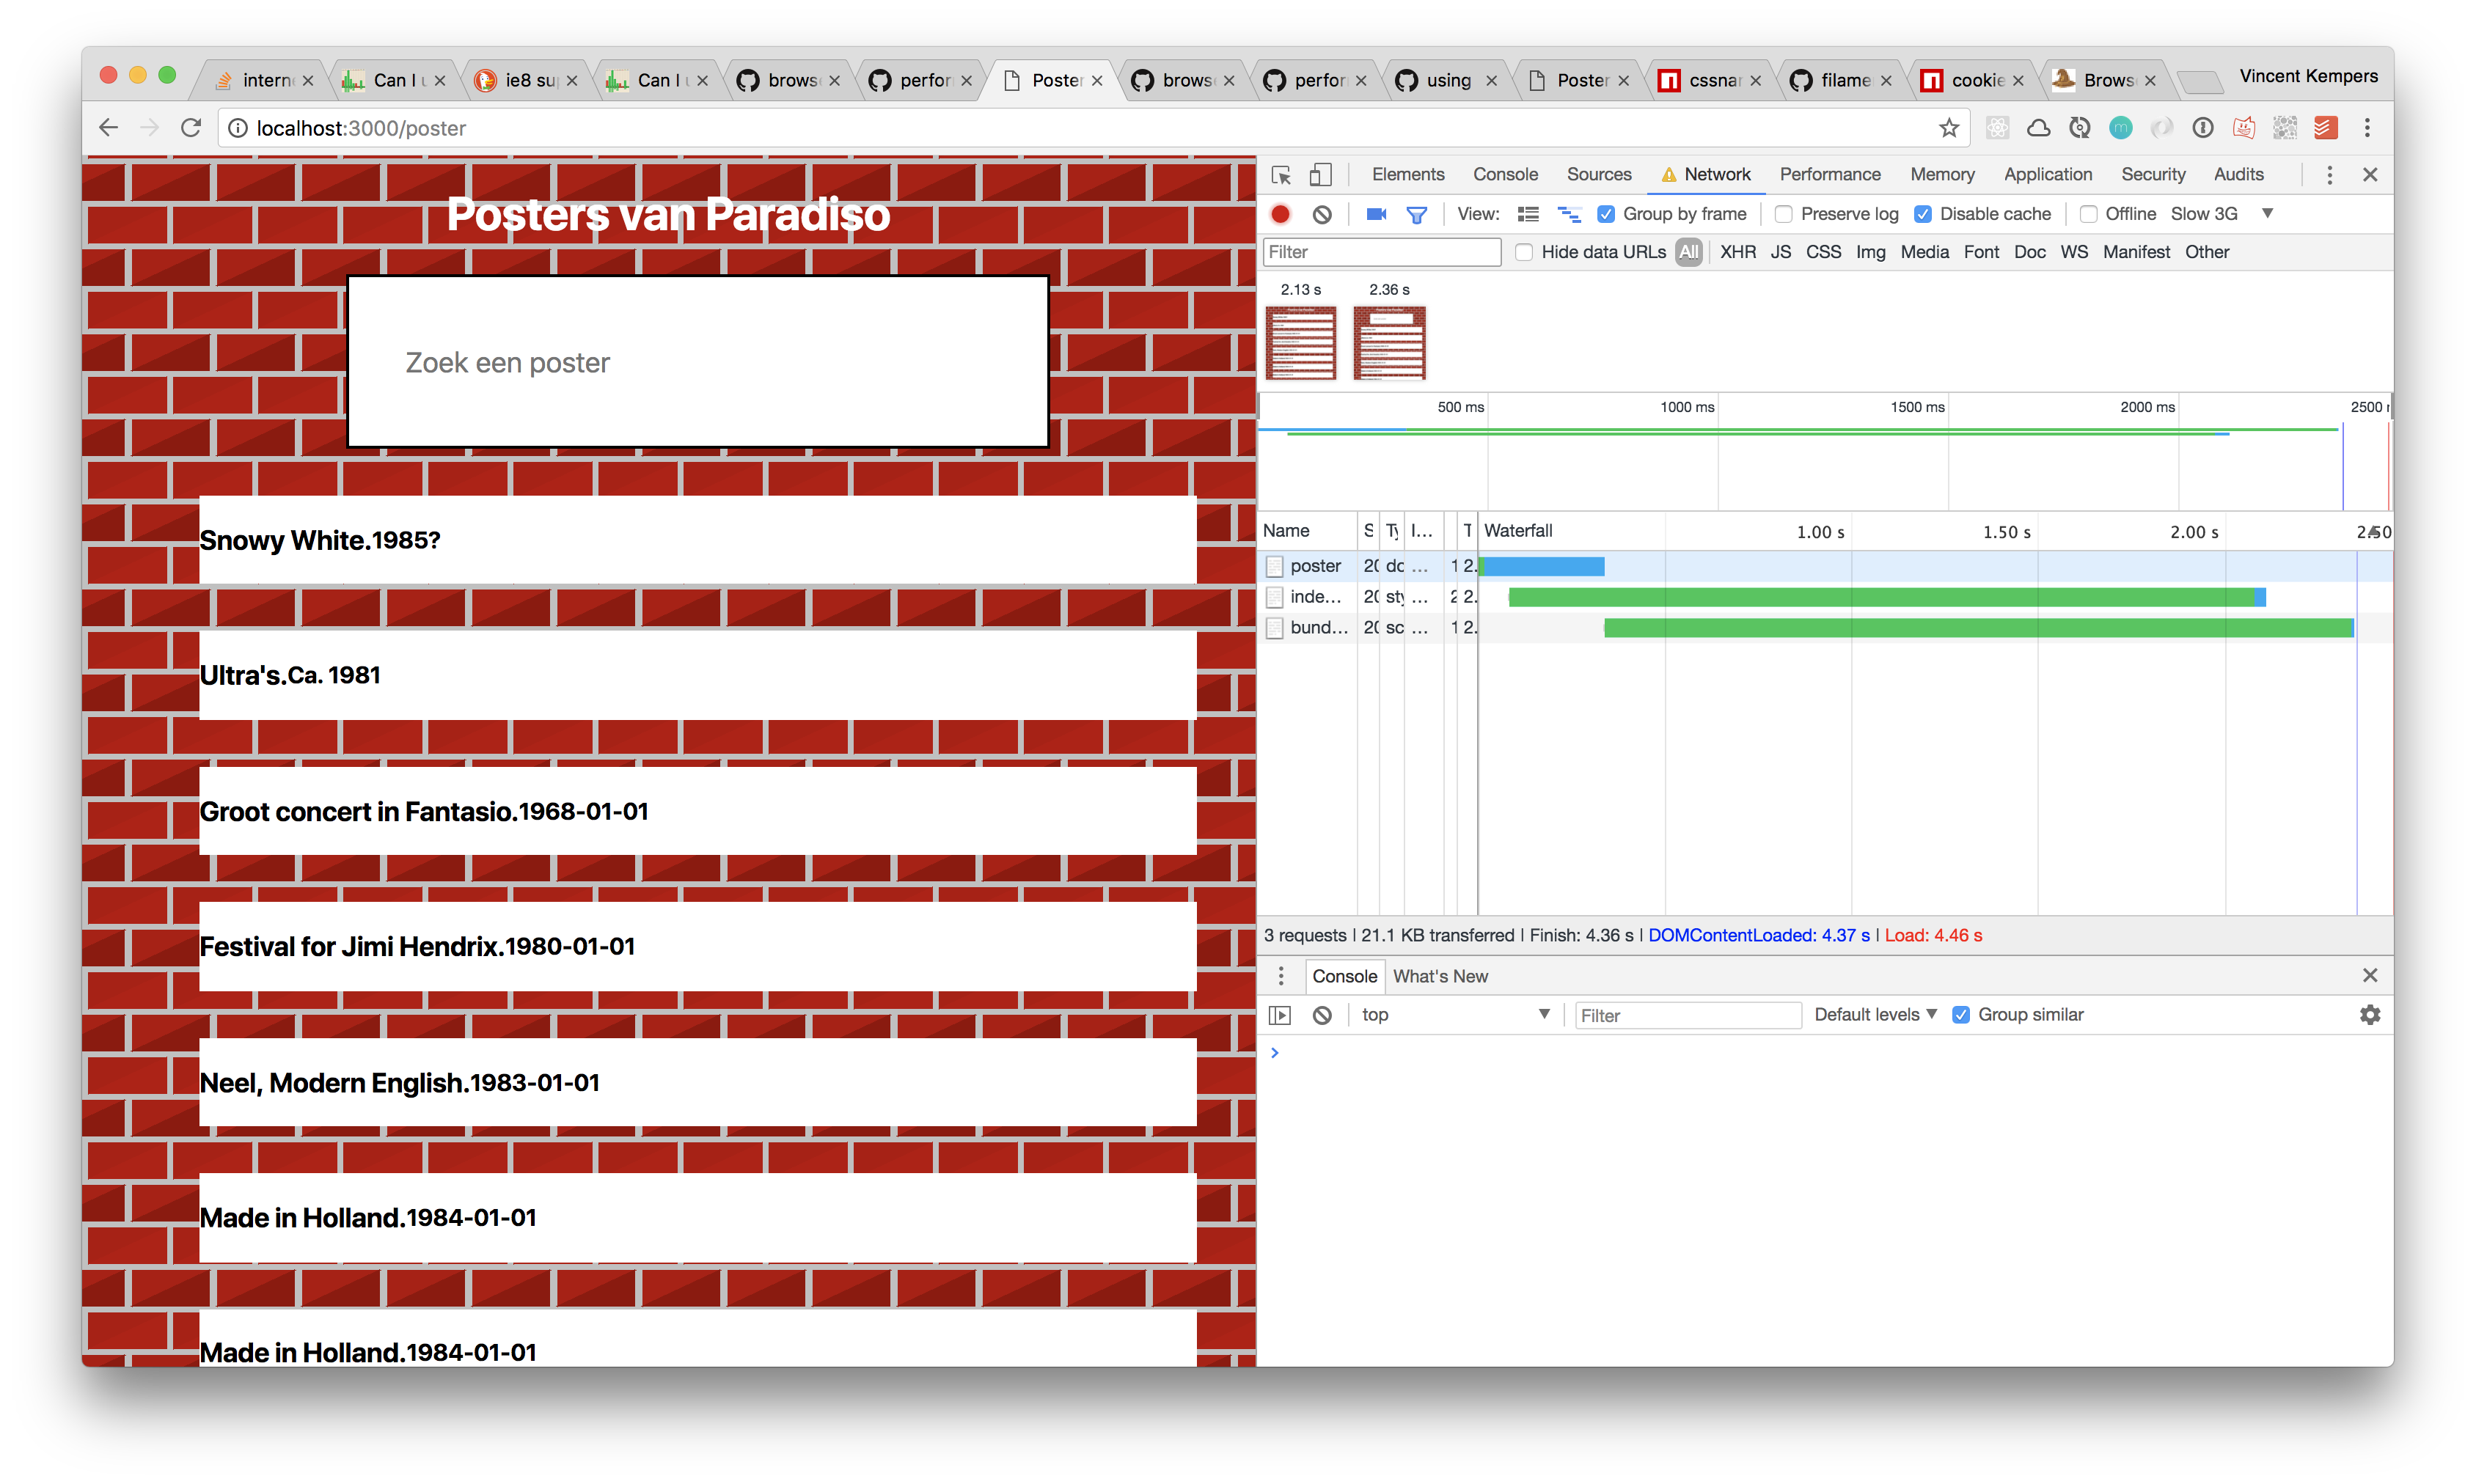 intern Can I u ie8 su Can I u brows perfor Poster brows perfor using Poster cssnar filame cookie Brows Vincent Kempers
localhost:3000/poster
Posters van Paradiso
Zoek een poster
Snowy White.1985?
Ultra's.Ca. 1981
Groot concert in Fantasio.1968-01-01
Festival for Jimi Hendrix.1980-01-01
Neel, Modern English.1983-01-01
Made in Holland.1984-01-01
Made in Holland.1984-01-01
Elements Console Sources Network Performance Memory Application Security Audits
View: Group by frame Preserve log Disable cache Offline Slow 3G
Filter Hide data URLs All XHR JS CSS Img Media Font Doc WS Manifest Other
2.13 s 2.36 s
500 ms 1000 ms 1500 ms 2000 ms 2500
Name S Ty I... T Waterfall 1.00 s 1.50 s 2.00 s 2.50
poster 20 do ... 1 2.
inde... 20 sty ... 2 2.
bund... 20 sc ... 1 2.
3 requests | 21.1 KB transferred | Finish: 4.36 s | DOMContentLoaded: 4.37 s | Load: 4.46 s
Console What's New
top Filter Default levels Group similar